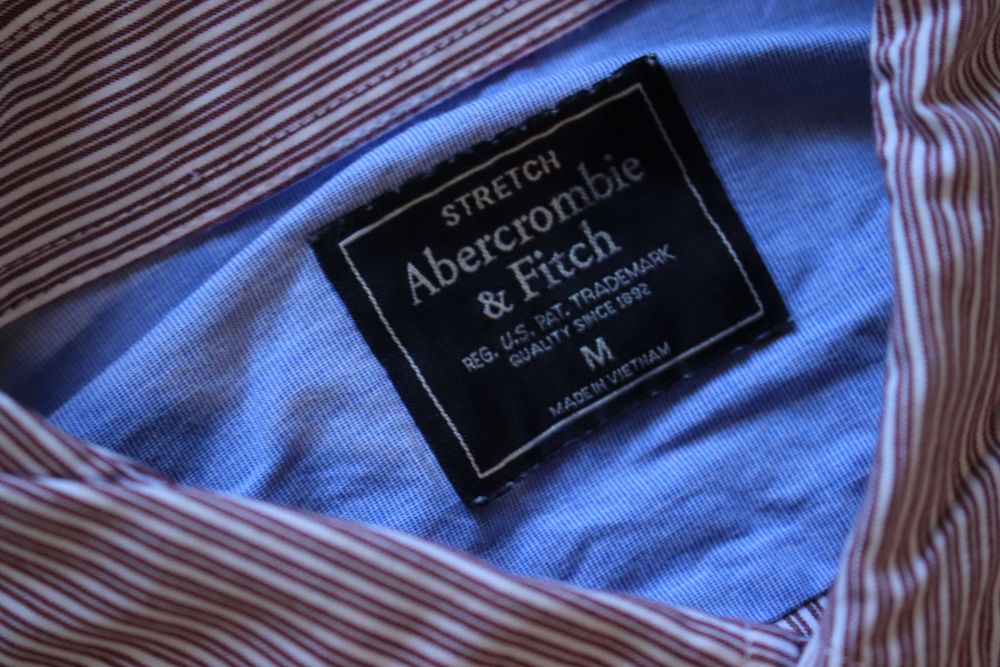 STRETCH
Abercrombie
& Fitch
REG. U.S. PAT. TRADEMARK
QUALITY SINCE 1892
M
MADE IN VIETNAM